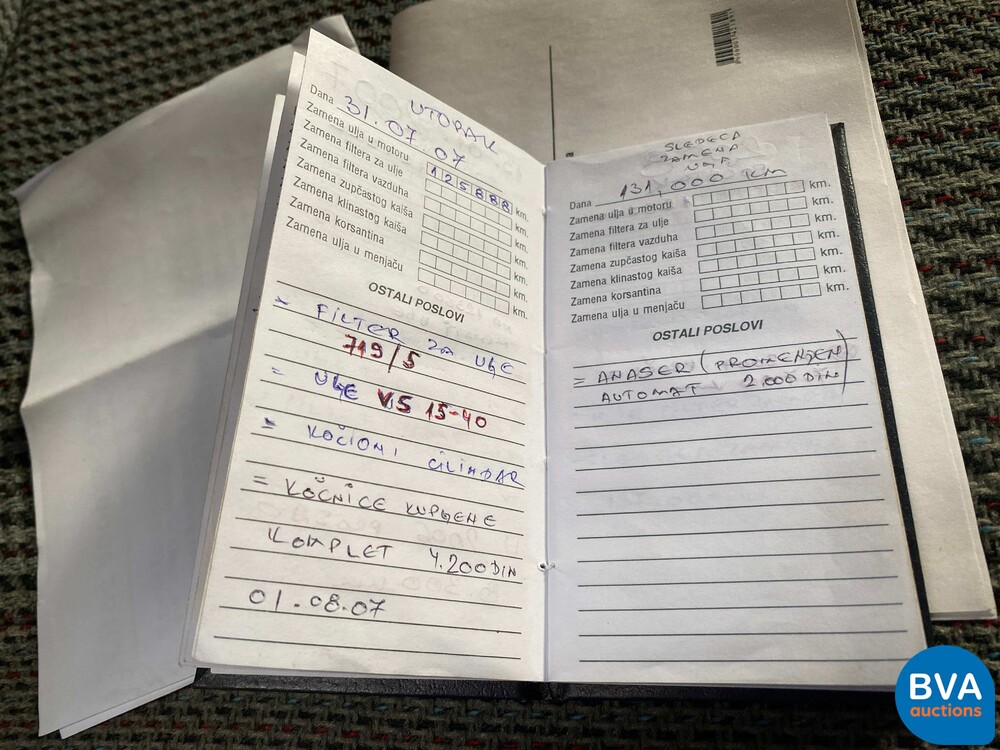 UTORAK
Dana 31.07.07
Zamena ulja u motoru 125888 km.
Zamena filtera za ulje km.
Zamena filtera vazduha km.
Zamena zupčastog kaiša km.
Zamena klinastog kaiša km.
Zamena korsantina km.
Zamena ulja u menjaču km.
OSTALI POSLOVI
= FILTER ZA ULJE
719/5
= ULJE VS 15-40
= KOČIONI CILINDAR
= KOČNICE KUPLJENE
KOMPLET 4.200 DIN
01.08.07
SLEDEĆA
ZAMENA
NA
Dana 131.000 KM
Zamena ulja u motoru km.
Zamena filtera za ulje km.
Zamena filtera vazduha km.
Zamena zupčastog kaiša km.
Zamena klinastog kaiša km.
Zamena korsantina km.
Zamena ulja u menjaču km.
OSTALI POSLOVI
= ANASER (PROMENJEN)
AUTOMAT 2.000 DIN
BVA
auctions